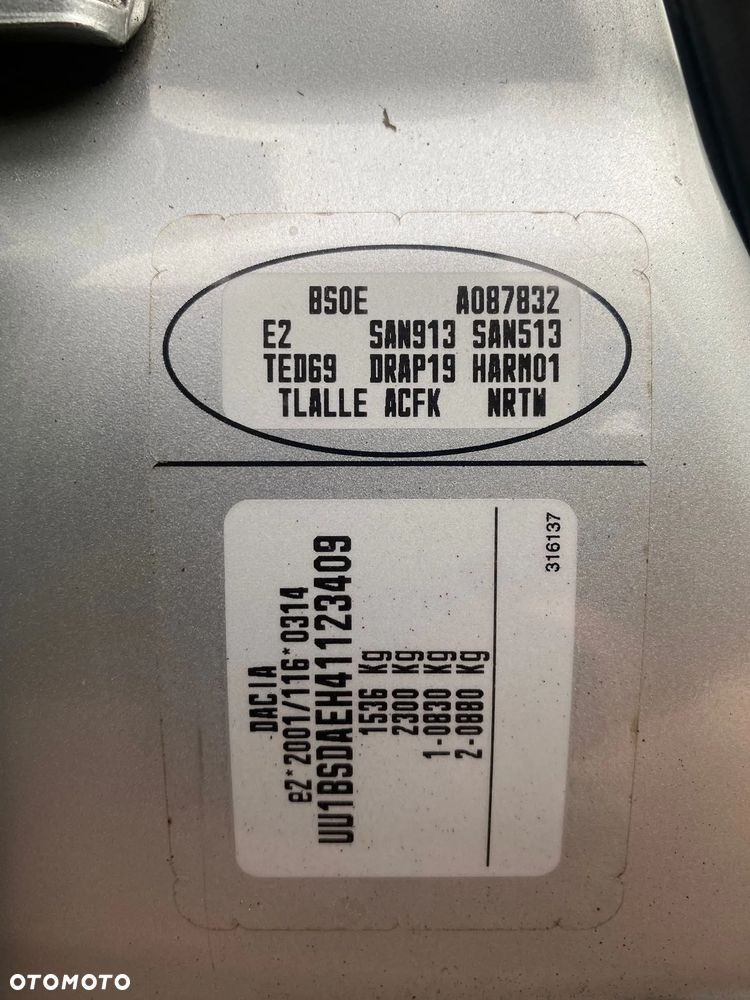 BS0E A087832
E2 SAN913 SAN513
TED69 DRAP19 HARM01
TLALLE ACFK NRTW
DACIA
e2*2001/116*0314
UU1BSDAEH41123409
1536 Kg
2300 Kg
1-0830 Kg
2-0880 Kg
316137
OTOMOTO